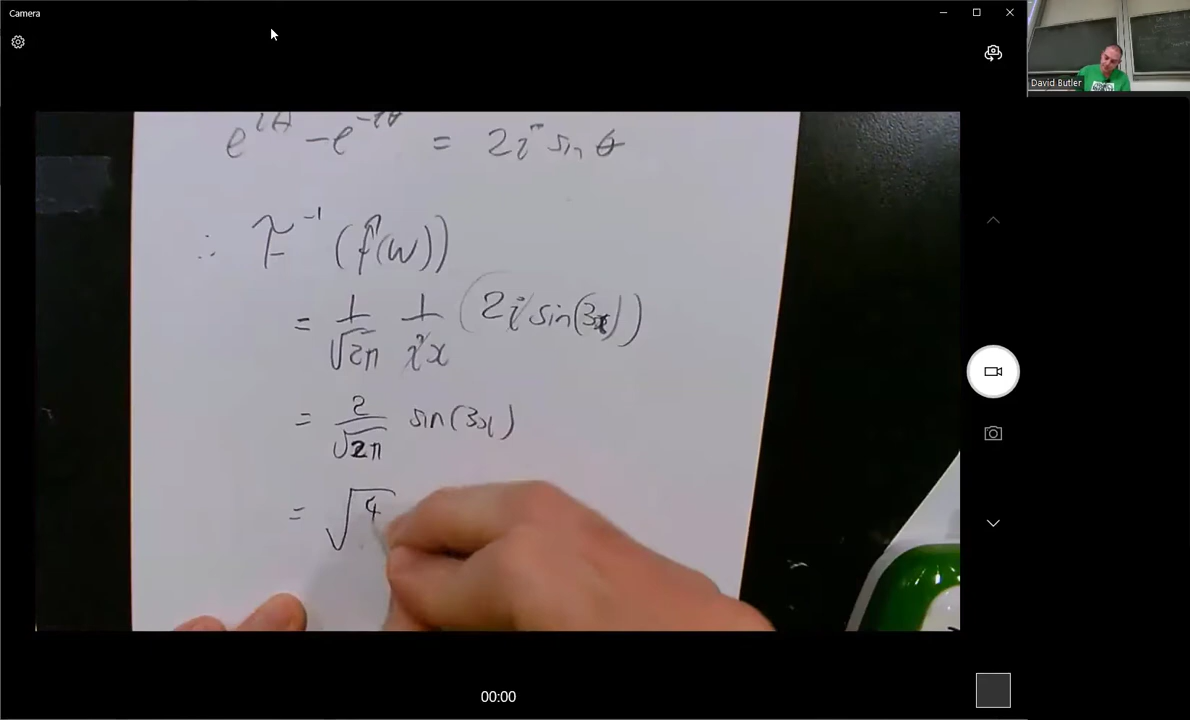 Camera
David Butler
e^{iθ} - e^{-iθ} = 2i sin θ
∴ F^{-1} (f̂(w))
= 1/√2π 1/ix (2i sin(3x))
= 2/√2π sin(3x)
= √4
00:00